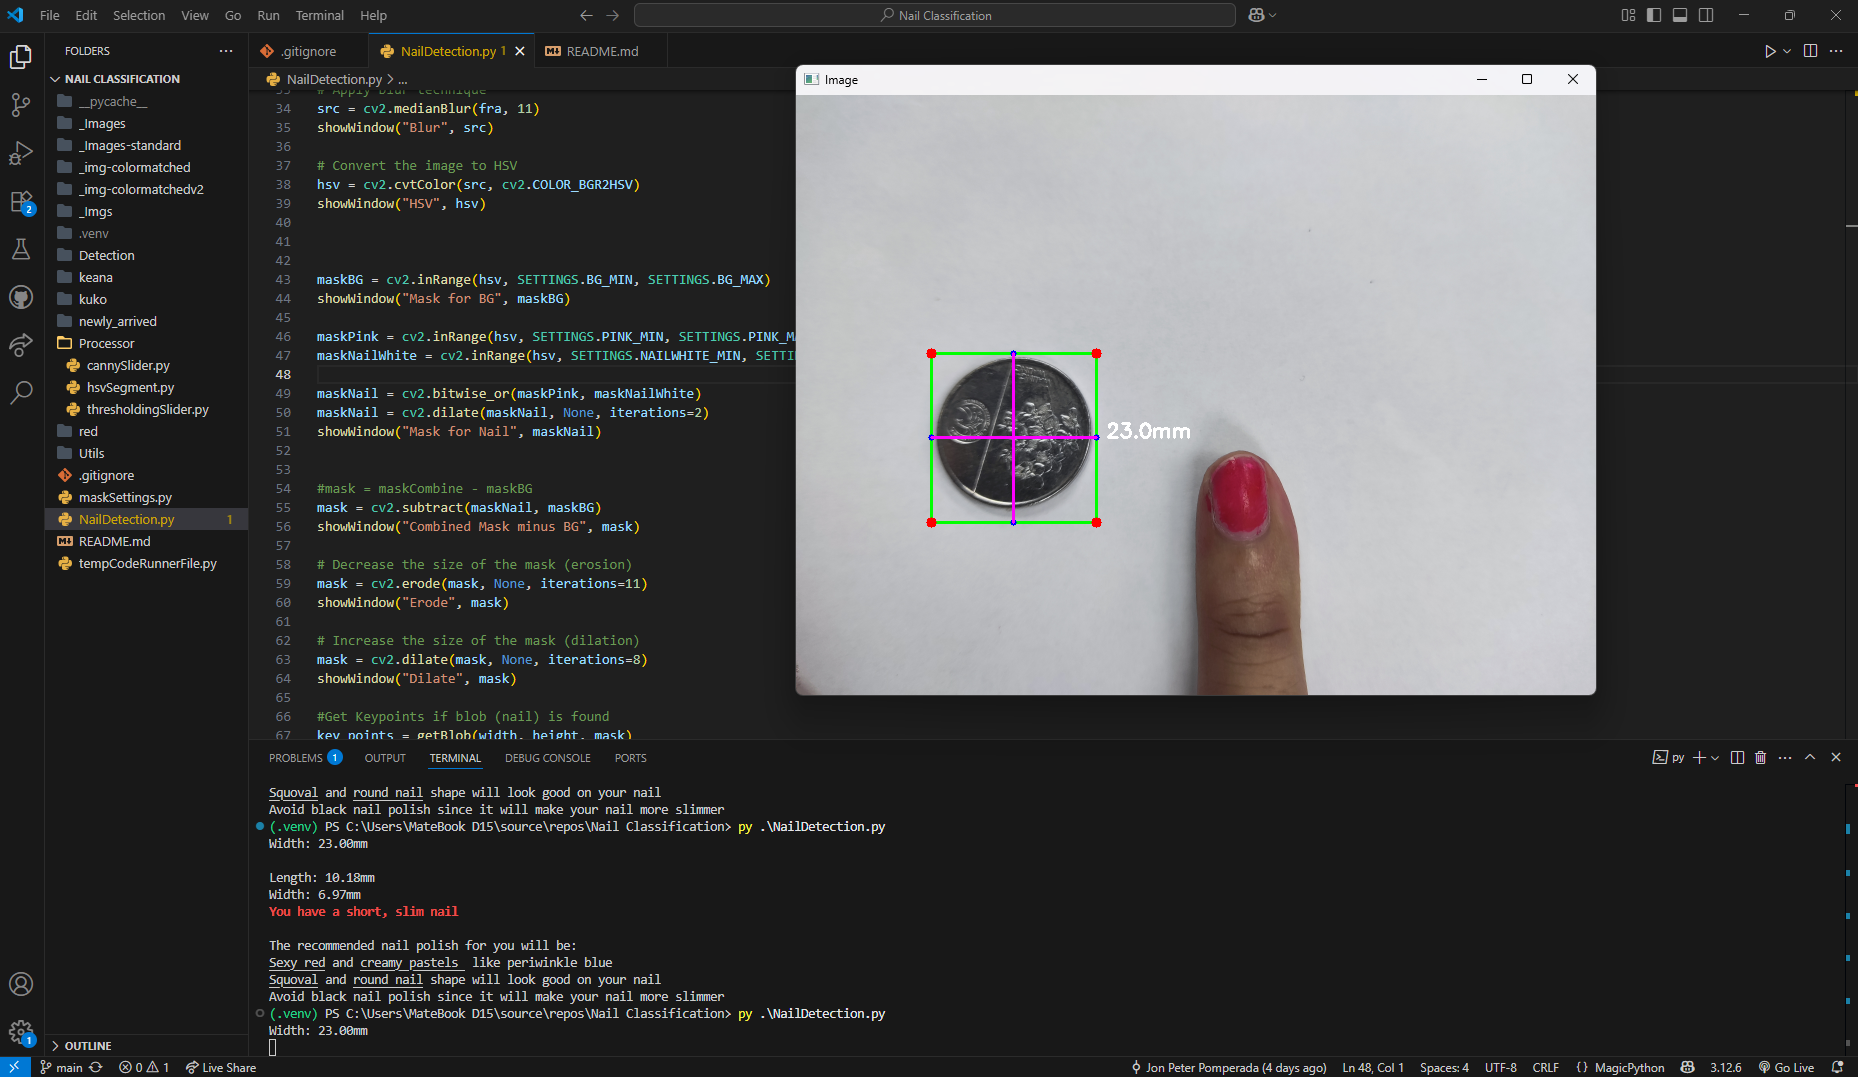 File Edit Selection View Go Run Terminal Help
Nail Classification
FOLDERS
NAIL CLASSIFICATION
__pycache__
_Images
_Images-standard
_img-colormatched
_img-colormatchedv2
_Imgs
.venv
Detection
keana
kuko
newly_arrived
Processor
cannySlider.py
hsvSegment.py
thresholdingSlider.py
red
Utils
.gitignore
maskSettings.py
NailDetection.py 1
README.md
tempCodeRunnerFile.py
OUTLINE
2
1
.gitignore
NailDetection.py 1
README.md
NailDetection.py > ...
33 # Apply blur technique
34 src = cv2.medianBlur(fra, 11)
35 showWindow("Blur", src)
36
37 # Convert the image to HSV
38 hsv = cv2.cvtColor(src, cv2.COLOR_BGR2HSV)
39 showWindow("HSV", hsv)
40
41
42
43 maskBG = cv2.inRange(hsv, SETTINGS.BG_MIN, SETTINGS.BG_MAX)
44 showWindow("Mask for BG", maskBG)
45
46 maskPink = cv2.inRange(hsv, SETTINGS.PINK_MIN, SETTINGS.PINK_MA
47 maskNailWhite = cv2.inRange(hsv, SETTINGS.NAILWHITE_MIN, SETTI
48
49 maskNail = cv2.bitwise_or(maskPink, maskNailWhite)
50 maskNail = cv2.dilate(maskNail, None, iterations=2)
51 showWindow("Mask for Nail", maskNail)
52
53
54 #mask = maskCombine - maskBG
55 mask = cv2.subtract(maskNail, maskBG)
56 showWindow("Combined Mask minus BG", mask)
57
58 # Decrease the size of the mask (erosion)
59 mask = cv2.erode(mask, None, iterations=11)
60 showWindow("Erode", mask)
61
62 # Increase the size of the mask (dilation)
63 mask = cv2.dilate(mask, None, iterations=8)
64 showWindow("Dilate", mask)
65
66 #Get Keypoints if blob (nail) is found
67 key_points = getBlob(width, height, mask)
Image
23.0mm
PROBLEMS 1 OUTPUT TERMINAL DEBUG CONSOLE PORTS
py
Squoval and round nail shape will look good on your nail
Avoid black nail polish since it will make your nail more slimmer
(.venv) PS C:\Users\MateBook D15\source\repos\Nail Classification> py .\NailDetection.py
Width: 23.00mm
Length: 10.18mm
Width: 6.97mm
You have a short, slim nail
The recommended nail polish for you will be:
Sexy red and creamy pastels  like periwinkle blue
Squoval and round nail shape will look good on your nail
Avoid black nail polish since it will make your nail more slimmer
(.venv) PS C:\Users\MateBook D15\source\repos\Nail Classification> py .\NailDetection.py
Width: 23.00mm
main 0 1 Live Share Jon Peter Pomperada (4 days ago) Ln 48, Col 1 Spaces: 4 UTF-8 CRLF {} MagicPython 3.12.6 Go Live